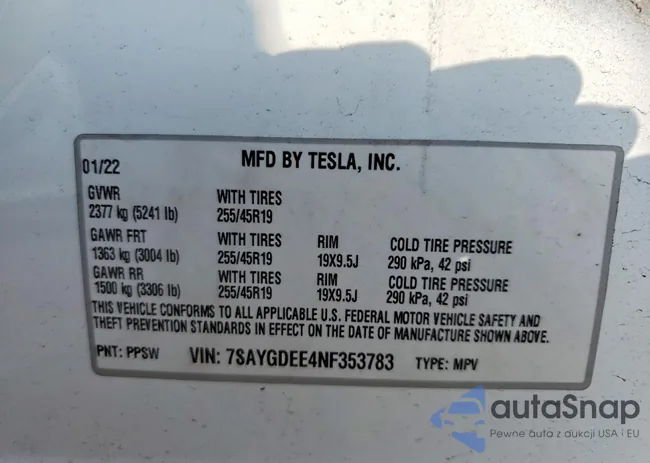 MFD BY TESLA, INC.
01/22
GVWR WITH TIRES
2377 kg (5241 lb) 255/45R19
GAWR FRT WITH TIRES RIM COLD TIRE PRESSURE
1363 kg (3004 lb) 255/45R19 19X9.5J 290 kPa, 42 psi
GAWR RR WITH TIRES RIM COLD TIRE PRESSURE
1500 kg (3306 lb) 255/45R19 19X9.5J 290 kPa, 42 psi
THIS VEHICLE CONFORMS TO ALL APPLICABLE U.S. FEDERAL MOTOR VEHICLE SAFETY AND
THEFT PREVENTION STANDARDS IN EFFECT ON THE DATE OF MANUFACTURE SHOWN ABOVE.
PNT: PPSW VIN: 7SAYGDEE4NF353783 TYPE: MPV
autaSnap
Pewne auta z aukcji USA i EU